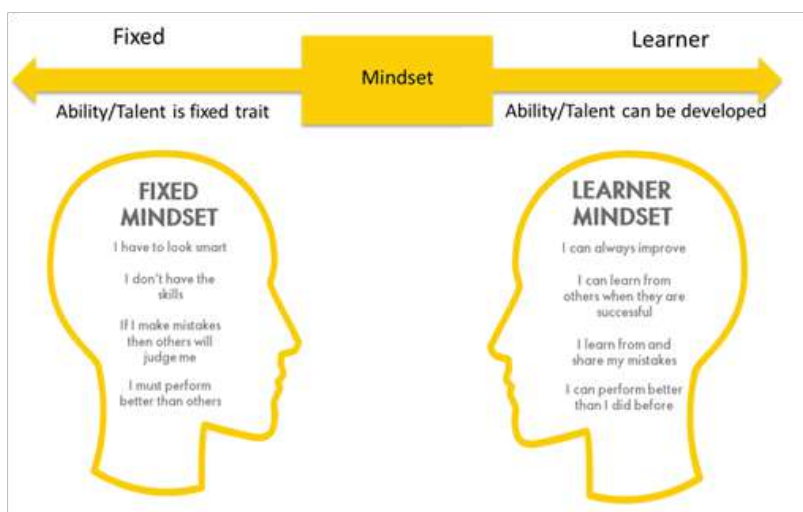 Fixed
Mindset
Learner
Ability/Talent is fixed trait
Ability/Talent can be developed
FIXED
MINDSET
I have to look smart
I don't have the
skills
If I make mistakes
then others will
judge me
I must perform
better than others
LEARNER
MINDSET
I can always improve
I can learn from
others when they are
successful
I learn from and
share my mistakes
I can perform better
than I did before